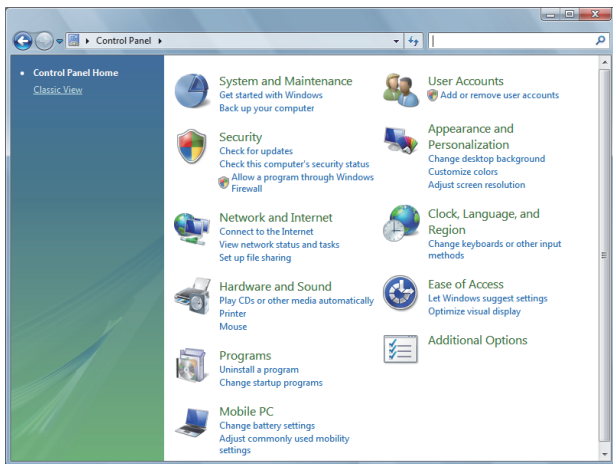 Control Panel
Control Panel Home
Classic View
System and Maintenance
Get started with Windows
Back up your computer
Security
Check for updates
Check this computer's security status
Allow a program through Windows
Firewall
Network and Internet
Connect to the Internet
View network status and tasks
Set up file sharing
Hardware and Sound
Play CDs or other media automatically
Printer
Mouse
Programs
Uninstall a program
Change startup programs
Mobile PC
Change battery settings
Adjust commonly used mobility
settings
User Accounts
Add or remove user accounts
Appearance and
Personalization
Change desktop background
Customize colors
Adjust screen resolution
Clock, Language, and
Region
Change keyboards or other input
methods
Ease of Access
Let Windows suggest settings
Optimize visual display
Additional Options